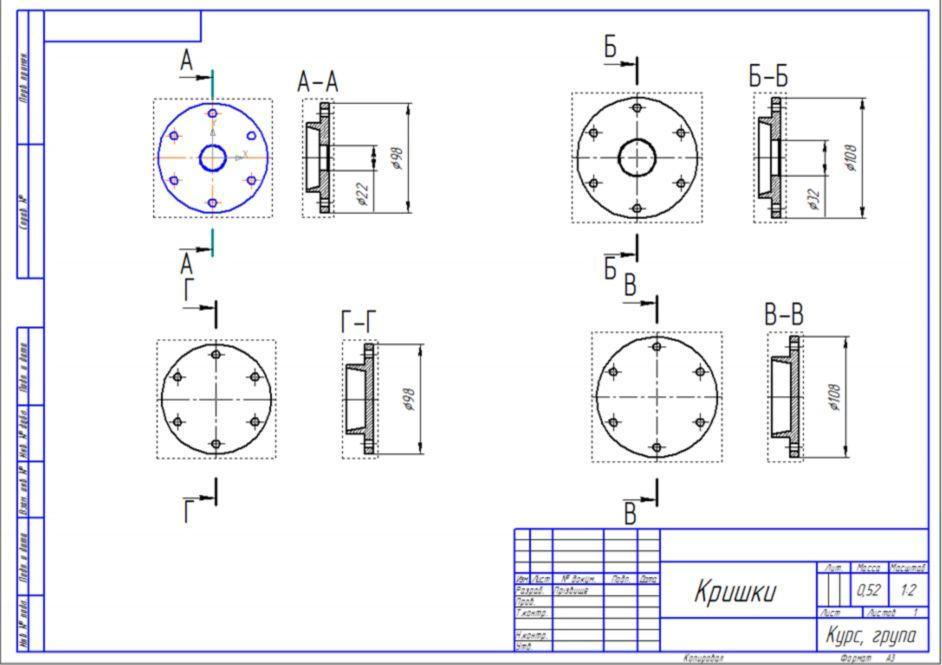 А
А-А
⌀98
⌀22
А
Б
Б-Б
⌀108
⌀32
Б
Г
Г-Г
⌀98
Г
В
В-В
⌀108
В
Перв. примен.
Справ. №
Подп. и дата
Инв. № дубл.
Взам. инв. №
Подп. и дата
Инв. № подл.
Изм. Лист № докум. Подп. Дата
Разраб. Прізвище
Пров.
Т.контр.
Н.контр.
Утв.
Кришки
Лит. Масса Масштаб
0,52 1:2
Лист Листов 1
Курс, група
Копировал Формат А3